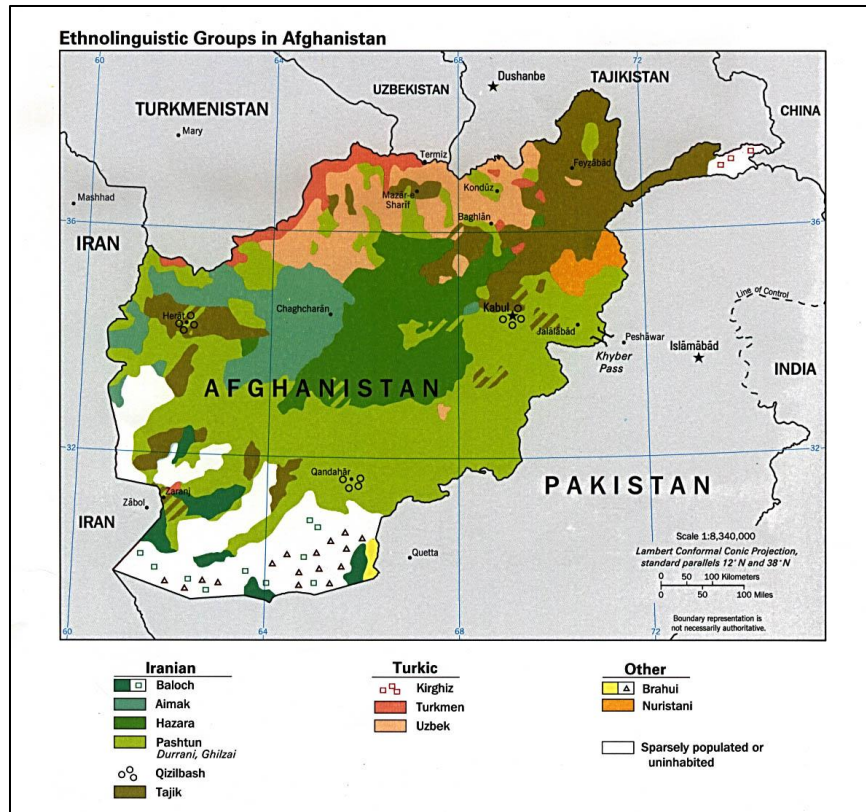 Ethnolinguistic Groups in Afghanistan
60
64
68
72
Dushanbe
TAJIKISTAN
UZBEKISTAN
TURKMENISTAN
CHINA
Mary
Termiz
Feyẕābād
Mashhad
Mazār-e
Sharīf
Kondūz
Baghlān
36
36
IRAN
Line of Control
Chaghcharān
Kabul
Herāt
Jalālābād
Peshāwar
Islāmābād
Khyber
Pass
INDIA
AFGHANISTAN
32
32
Qandahār
PAKISTAN
Zābol
Zaranj
IRAN
Quetta
Scale 1:8,340,000
Lambert Conformal Conic Projection,
standard parallels 12° N and 38° N
0 50 100 Kilometers
0 50 100 Miles
Boundary representation is
not necessarily authoritative.
60
64
68
72
Iranian
Baloch
Aimak
Hazara
Pashtun
Durrani, Ghilzai
Qizilbash
Tajik
Turkic
Kirghiz
Turkmen
Uzbek
Other
Brahui
Nuristani
Sparsely populated or
uninhabited